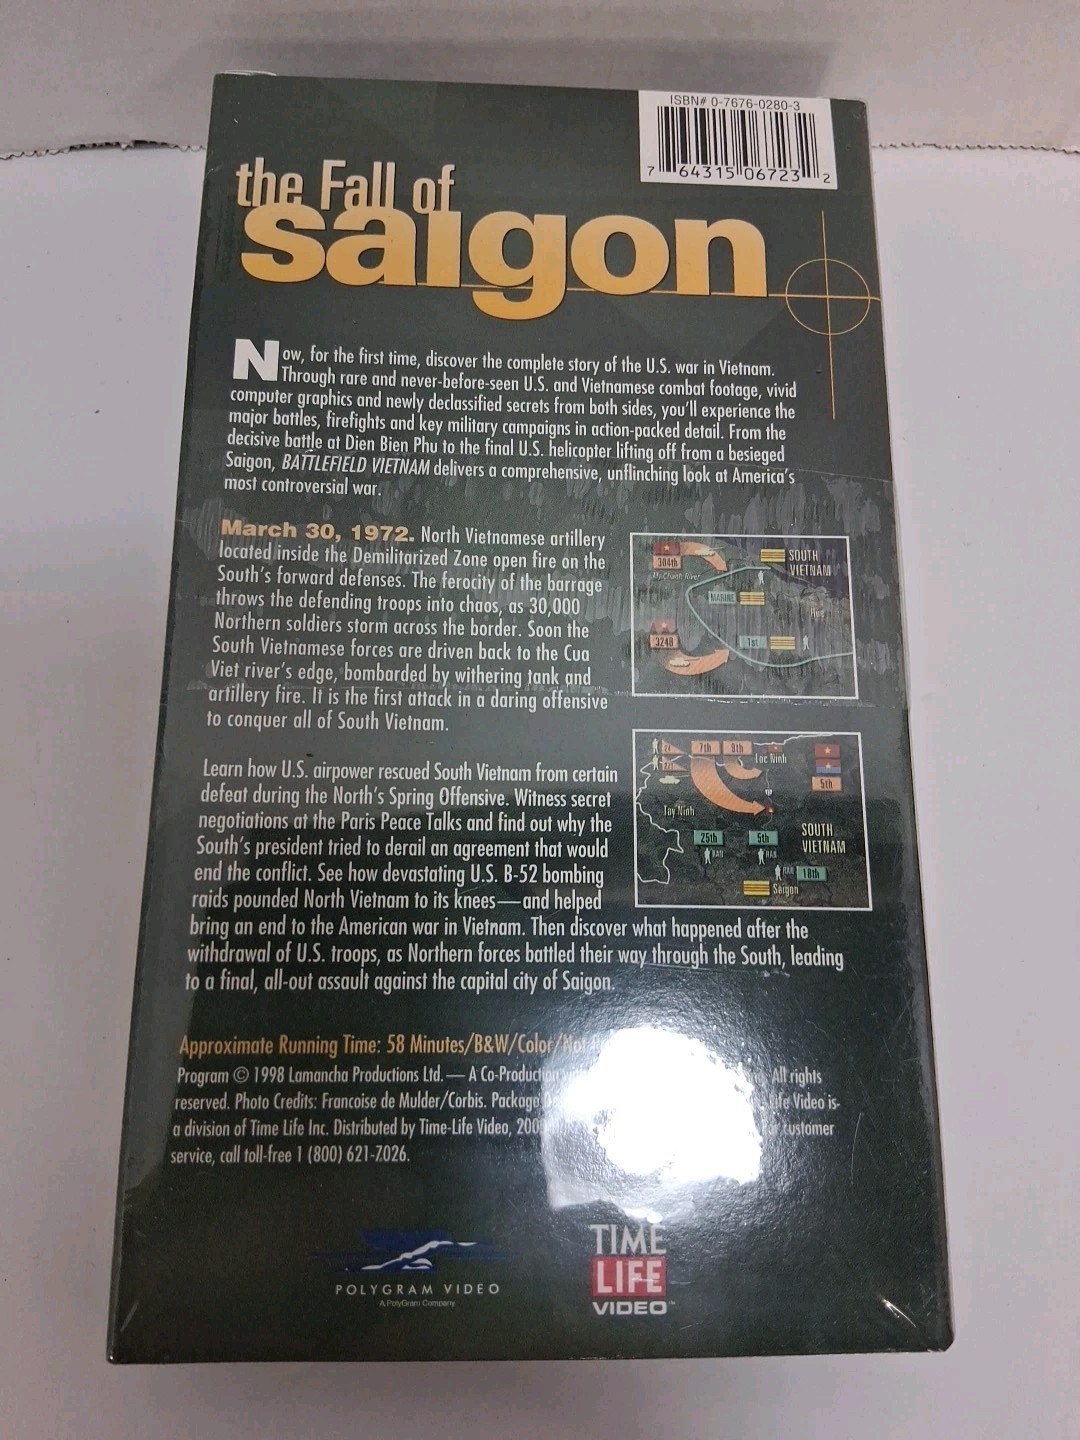 ISBN# 0-7676-0280-3
7 64315 06723 2
the Fall of
saigon
Now, for the first time, discover the complete story of the U.S. war in Vietnam.
Through rare and never-before-seen U.S. and Vietnamese combat footage, vivid
computer graphics and newly declassified secrets from both sides, you'll experience the
major battles, firefights and key military campaigns in action-packed detail. From the
decisive battle at Dien Bien Phu to the final U.S. helicopter lifting off from a besieged
Saigon, BATTLEFIELD VIETNAM delivers a comprehensive, unflinching look at America's
most controversial war.
March 30, 1972. North Vietnamese artillery
located inside the Demilitarized Zone open fire on the
South's forward defenses. The ferocity of the barrage
throws the defending troops into chaos, as 30,000
Northern soldiers storm across the border. Soon the
South Vietnamese forces are driven back to the Cua
Viet river's edge, bombarded by withering tank and
artillery fire. It is the first attack in a daring offensive
to conquer all of South Vietnam.
304th
SOUTH
VIETNAM
My Chanh River
MARINE
Hue
324B
1st
Learn how U.S. airpower rescued South Vietnam from certain
defeat during the North's Spring Offensive. Witness secret
negotiations at the Paris Peace Talks and find out why the
South's president tried to derail an agreement that would
end the conflict. See how devastating U.S. B-52 bombing
raids pounded North Vietnam to its knees—and helped
bring an end to the American war in Vietnam. Then discover what happened after the
withdrawal of U.S. troops, as Northern forces battled their way through the South, leading
to a final, all-out assault against the capital city of Saigon.
7th
9th
Loc Ninh
5th
Tay Ninh
25th
5th
SOUTH
VIETNAM
18th
Saigon
Approximate Running Time: 58 Minutes/B&W/Color/Not
Program © 1998 Lamancha Productions Ltd. — A Co-Production All rights
reserved. Photo Credits: Francoise de Mulder/Corbis. Package Life Video is
a division of Time Life Inc. Distributed by Time-Life Video, customer
service, call toll-free 1 (800) 621-7026.
POLYGRAM VIDEO
A PolyGram Company
TIME
LIFE
VIDEO™